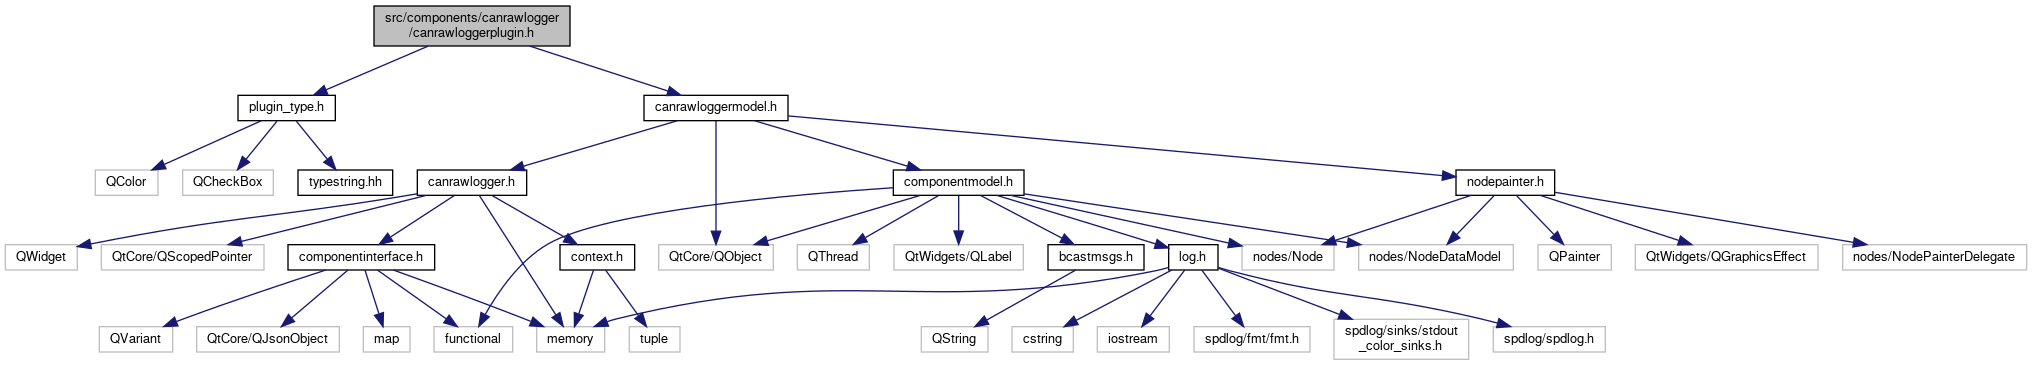 src/components/canrawlogger
/canrawloggerplugin.h
plugin_type.h
canrawloggermodel.h
QColor
QCheckBox
typestring.hh
canrawlogger.h
componentmodel.h
nodepainter.h
QWidget
QtCore/QScopedPointer
componentinterface.h
context.h
QtCore/QObject
QThread
QtWidgets/QLabel
bcastmsgs.h
log.h
nodes/Node
nodes/NodeDataModel
QPainter
QtWidgets/QGraphicsEffect
nodes/NodePainterDelegate
QVariant
QtCore/QJsonObject
map
functional
memory
tuple
QString
cstring
iostream
spdlog/fmt/fmt.h
spdlog/sinks/stdout
_color_sinks.h
spdlog/spdlog.h